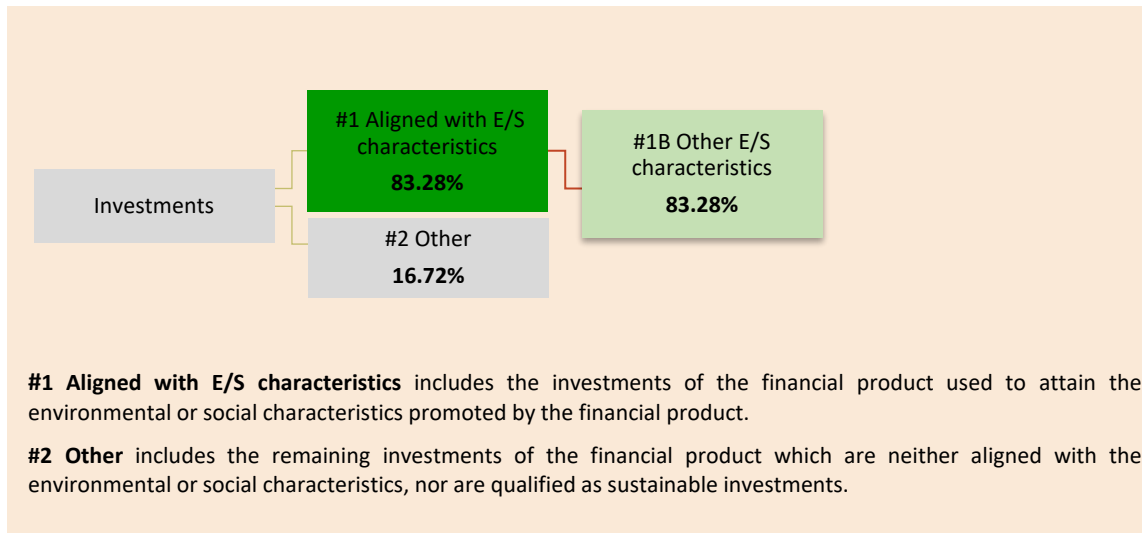 #1 Aligned with E/S
characteristics
83.28%
#1B Other E/S
characteristics
83.28%
Investments
#2 Other
16.72%
#1 Aligned with E/S characteristics includes the investments of the financial product used to attain the
environmental or social characteristics promoted by the financial product.
#2 Other includes the remaining investments of the financial product which are neither aligned with the
environmental or social characteristics, nor are qualified as sustainable investments.